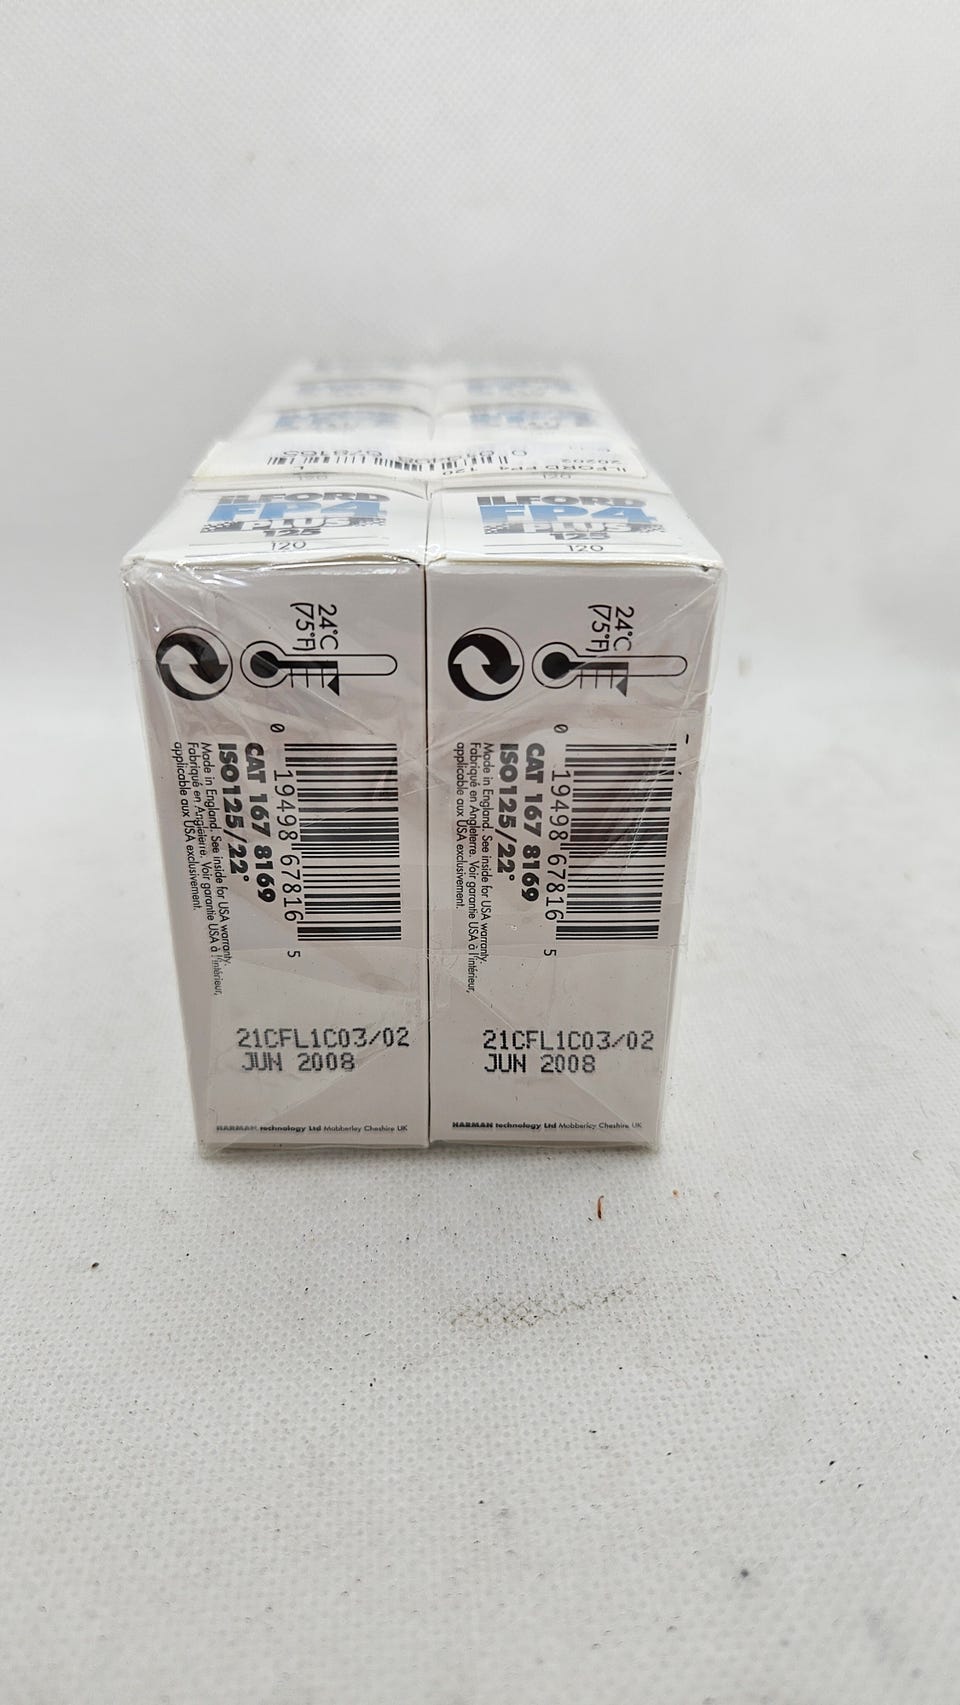 ILFORD FP4 120
20202
ILFORD
FP4
PLUS
125
120
ILFORD
FP4
PLUS
125
120
24°C
(75°F)
0 19498 67816 5
CAT 167 8169
ISO125/22°
Made in England. See inside for USA warranty.
Fabriqué en Angleterre. Voir garantie USA à l'intérieur,
applicable aux USA exclusivement.
21CFL1C03/02
JUN 2008
HARMAN technology Ltd Mobberley Cheshire UK
24°C
(75°F)
0 19498 67816 5
CAT 167 8169
ISO125/22°
Made in England. See inside for USA warranty.
Fabriqué en Angleterre. Voir garantie USA à l'intérieur,
applicable aux USA exclusivement.
21CFL1C03/02
JUN 2008
HARMAN technology Ltd Mobberley Cheshire UK